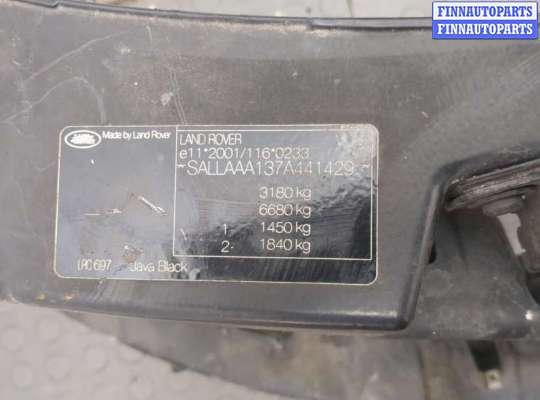 FINNAUTOPARTS
FINNAUTOPARTS
Made by Land Rover
LAND ROVER
e11*2001/116*0233
~SALLAAA137A441429~
3180 kg
6680 kg
1 - 1450 kg
2 - 1840 kg
LRC 697 Java Black